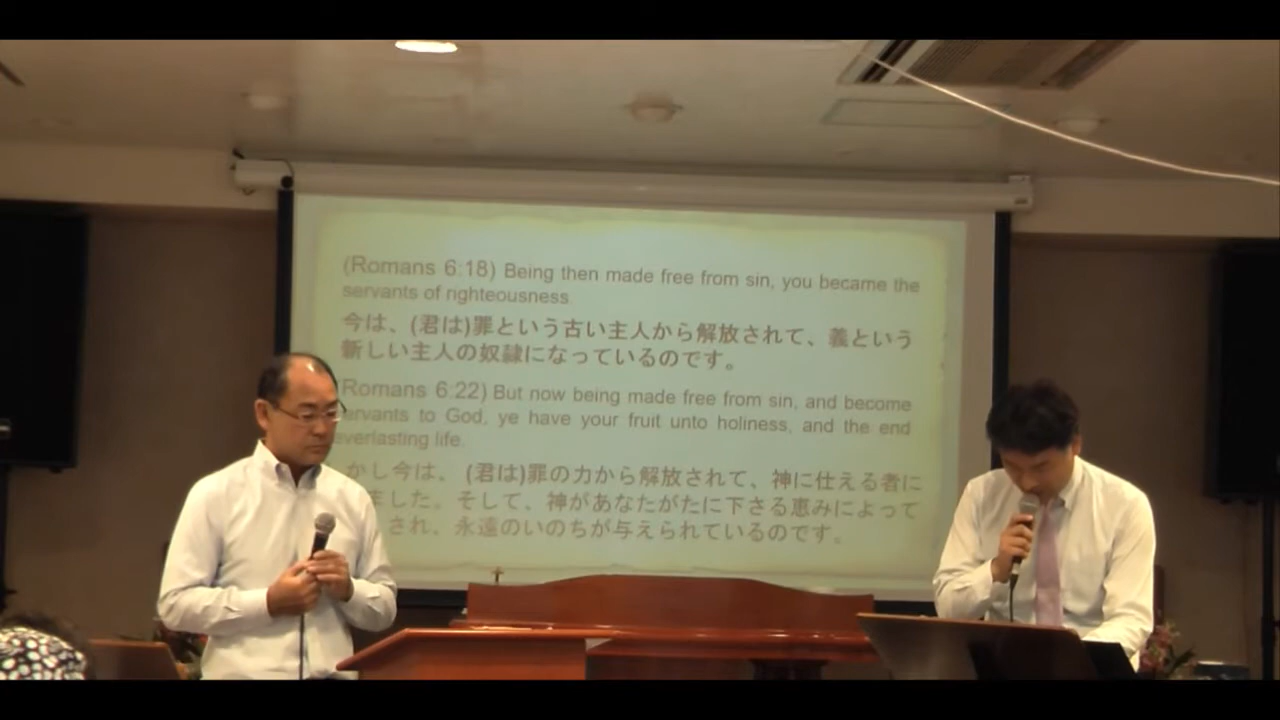 (Romans 6:18) Being then made free from sin, you became the
servants of righteousness
今は、(君は)罪という古い主人から解放されて、義という
新しい主人の奴隷になっているのです。
Romans 6:22) But now being made free from sin, and become
ervants to God, ye have your fruit unto holiness, and the end
everlasting life.
かし今は、(君は)罪の力から解放されて、神に仕える者に
ました。そして、神があなたがたに下さる恵みによって
され、永遠のいのちが与えられているのです。